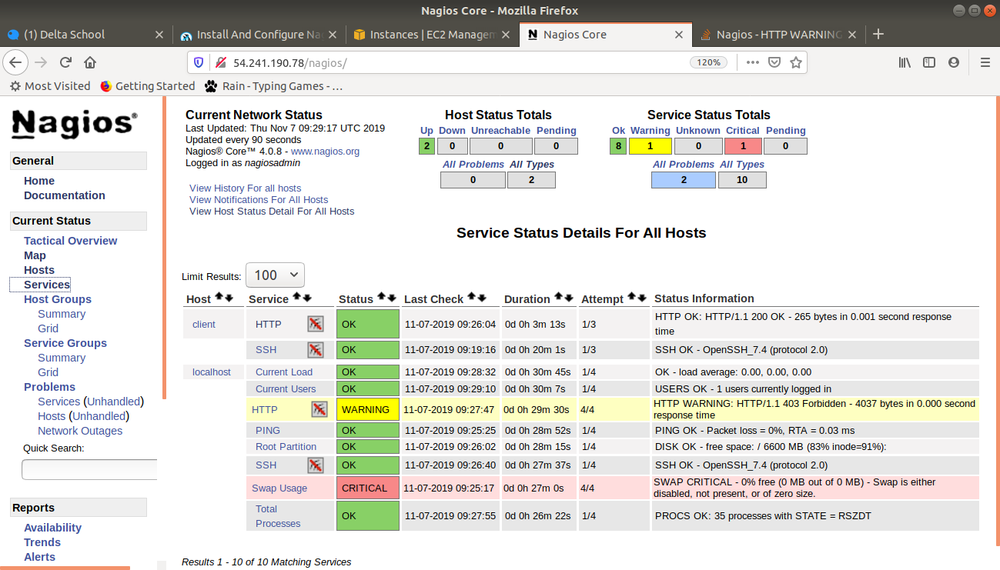 Nagios Core - Mozilla Firefox
(1) Delta School
Install And Configure Na
Instances | EC2 Managem
Nagios Core
Nagios - HTTP WARNING
54.241.190.78/nagios/
120%
Most Visited
Getting Started
Rain - Typing Games - …
Nagios®
General
Home
Documentation
Current Status
Tactical Overview
Map
Hosts
Services
Host Groups
Summary
Grid
Service Groups
Summary
Grid
Problems
Services (Unhandled)
Hosts (Unhandled)
Network Outages
Quick Search:
Reports
Availability
Trends
Alerts
Current Network Status
Last Updated: Thu Nov 7 09:29:17 UTC 2019
Updated every 90 seconds
Nagios® Core™ 4.0.8 - www.nagios.org
Logged in as nagiosadmin
View History For all hosts
View Notifications For All Hosts
View Host Status Detail For All Hosts
Host Status Totals
Up Down Unreachable Pending
2 0 0 0
All Problems All Types
0 2
Service Status Totals
Ok Warning Unknown Critical Pending
8 1 0 1 0
All Problems All Types
2 10
Service Status Details For All Hosts
Limit Results: 100
Host Service Status Last Check Duration Attempt Status Information
client HTTP OK 11-07-2019 09:26:04 0d 0h 3m 13s 1/3 HTTP OK: HTTP/1.1 200 OK - 265 bytes in 0.001 second response
time
SSH OK 11-07-2019 09:19:16 0d 0h 20m 1s 1/3 SSH OK - OpenSSH_7.4 (protocol 2.0)
localhost Current Load OK 11-07-2019 09:28:32 0d 0h 30m 45s 1/4 OK - load average: 0.00, 0.00, 0.00
Current Users OK 11-07-2019 09:29:10 0d 0h 30m 7s 1/4 USERS OK - 1 users currently logged in
HTTP WARNING 11-07-2019 09:27:47 0d 0h 29m 30s 4/4 HTTP WARNING: HTTP/1.1 403 Forbidden - 4037 bytes in 0.000 second
response time
PING OK 11-07-2019 09:25:25 0d 0h 28m 52s 1/4 PING OK - Packet loss = 0%, RTA = 0.03 ms
Root Partition OK 11-07-2019 09:26:02 0d 0h 28m 15s 1/4 DISK OK - free space: / 6600 MB (83% inode=91%):
SSH OK 11-07-2019 09:26:40 0d 0h 27m 37s 1/4 SSH OK - OpenSSH_7.4 (protocol 2.0)
Swap Usage CRITICAL 11-07-2019 09:25:17 0d 0h 27m 0s 4/4 SWAP CRITICAL - 0% free (0 MB out of 0 MB) - Swap is either
disabled, not present, or of zero size.
Total
Processes OK 11-07-2019 09:27:55 0d 0h 26m 22s 1/4 PROCS OK: 35 processes with STATE = RSZDT
Results 1 - 10 of 10 Matching Services